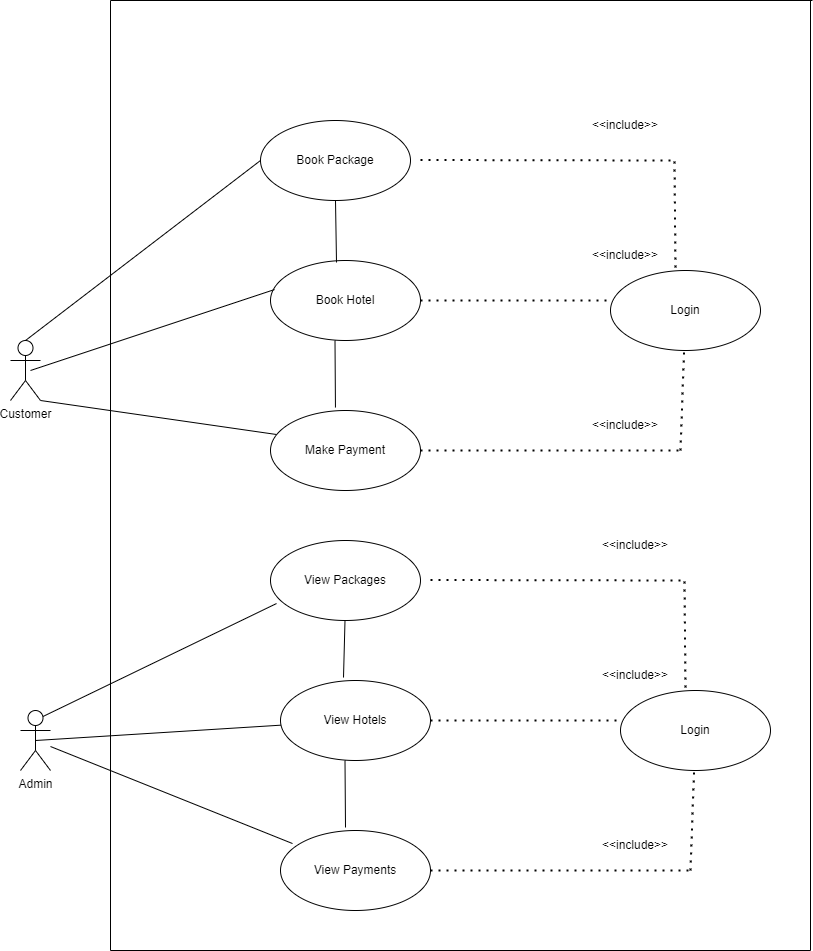 <<include>>
Book Package
<<include>>
Book Hotel
Login
Customer
<<include>>
Make Payment
<<include>>
View Packages
<<include>>
View Hotels
Login
Admin
<<include>>
View Payments